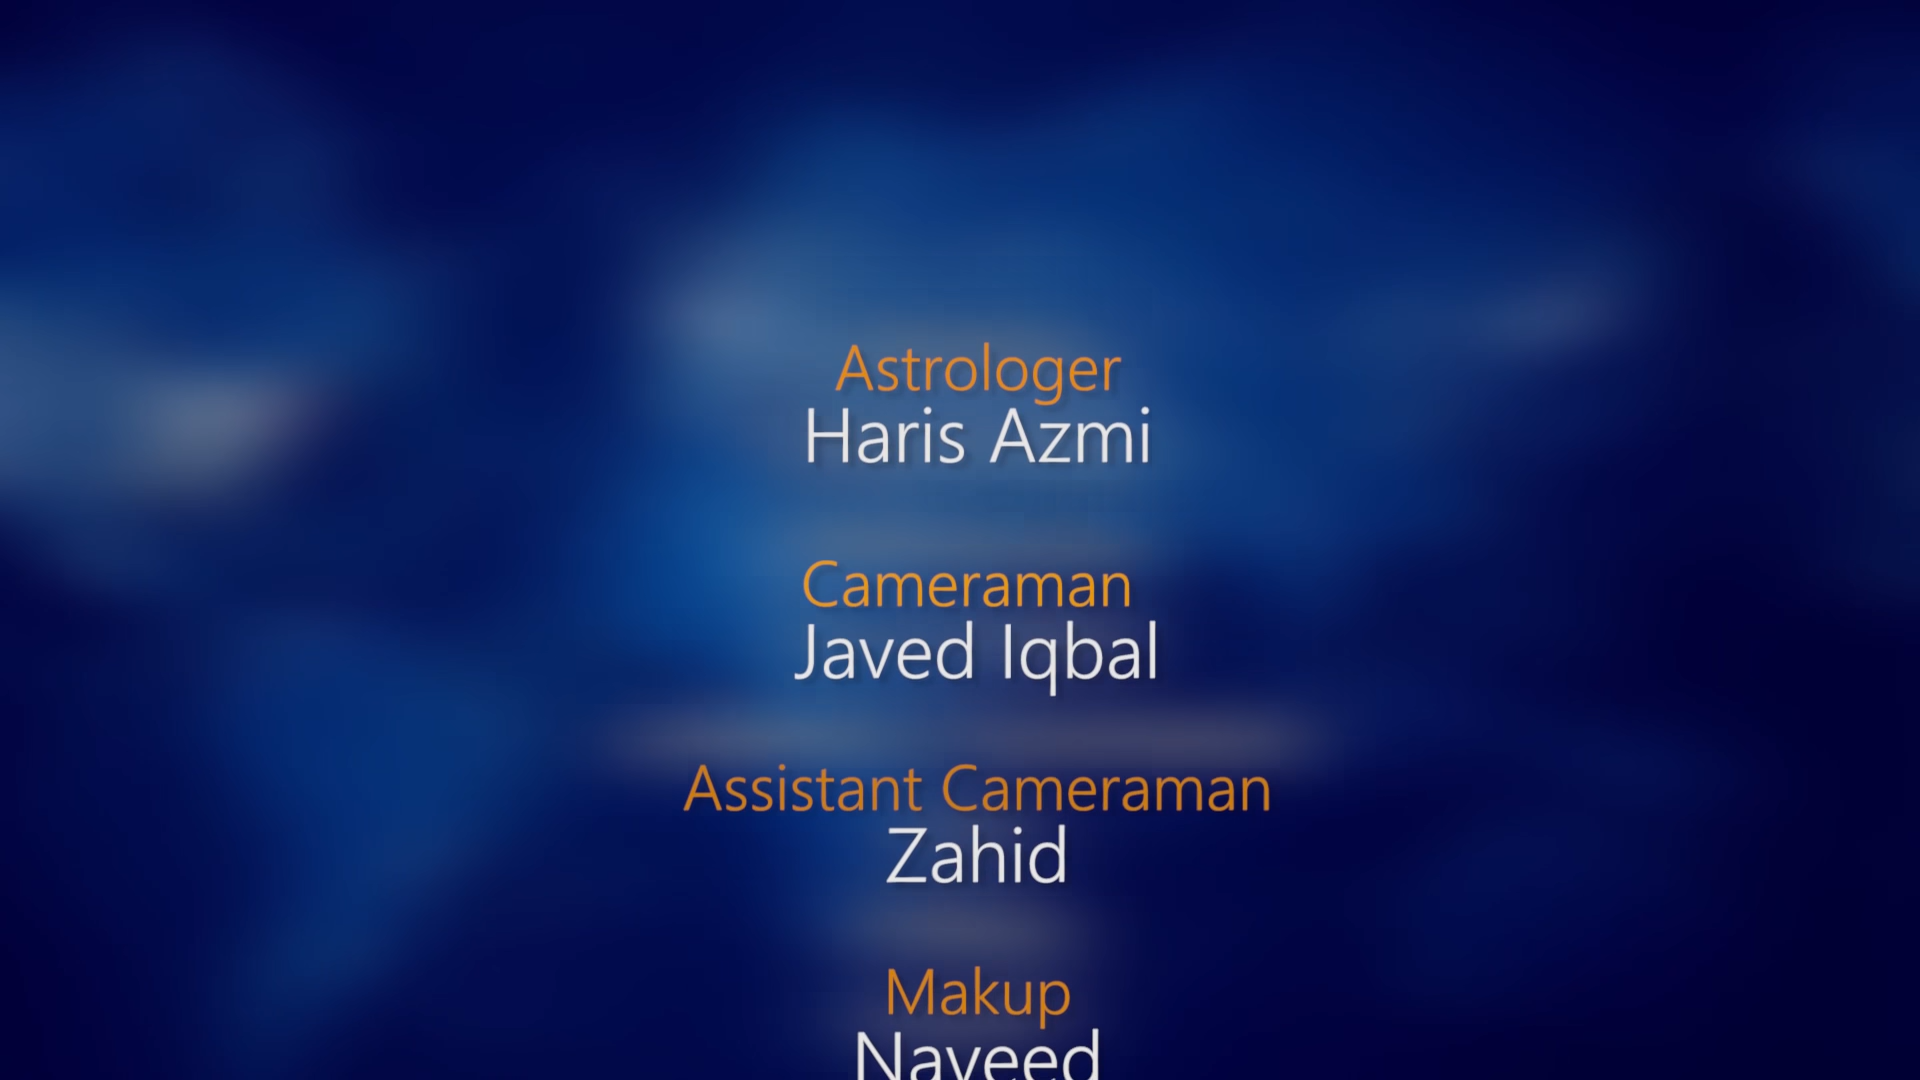 Astrologer
Haris Azmi
Cameraman
Javed Iqbal
Assistant Cameraman
Zahid
Makup
Naveed